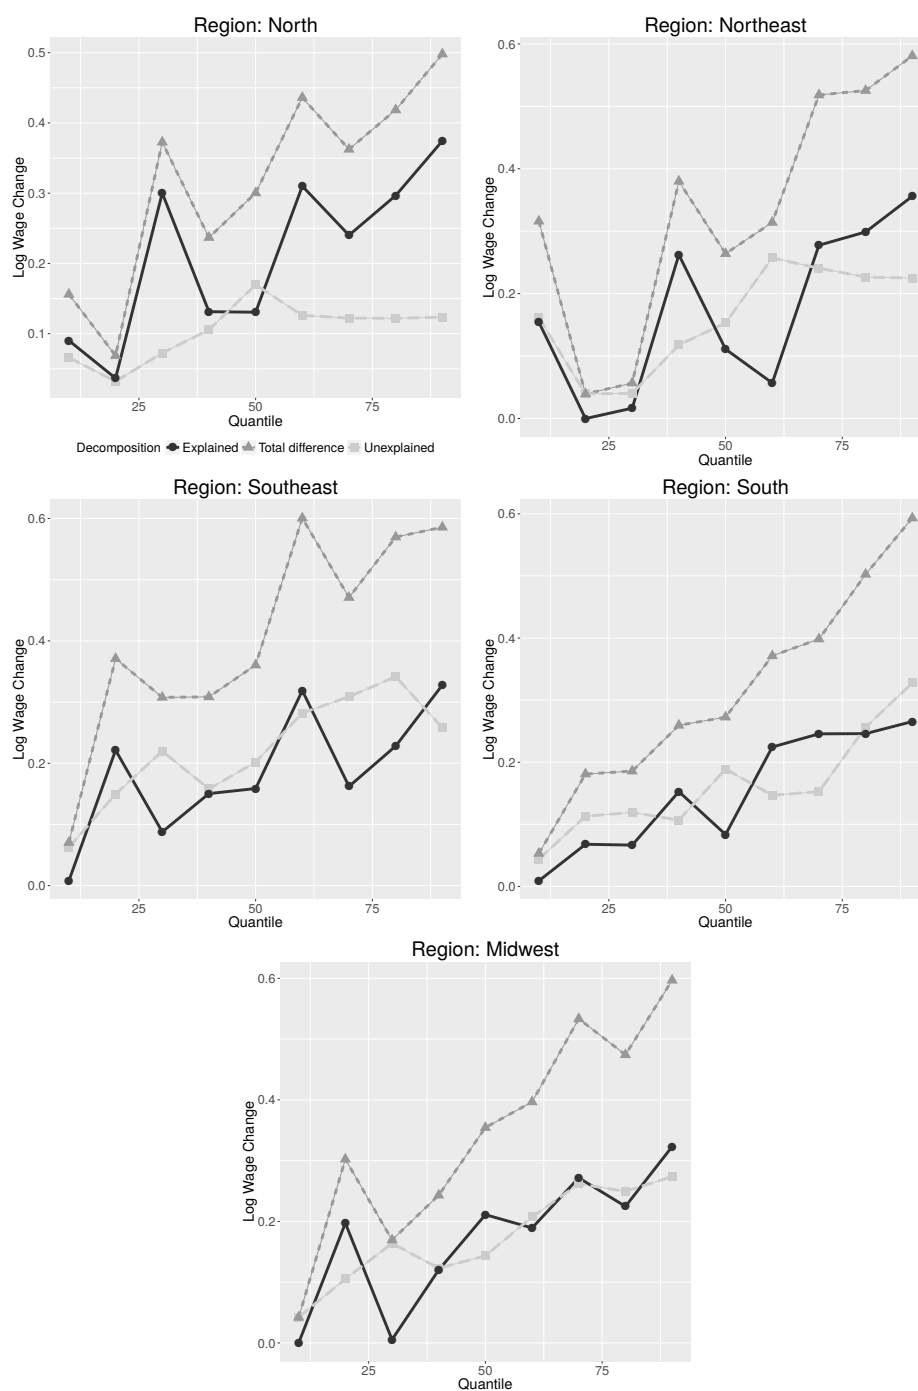 Region: North
0.5
0.4
0.3
0.2
0.1
Log Wage Change
25 50 75
Quantile
Decomposition Explained Total difference Unexplained
Region: Northeast
0.6
0.4
0.2
0.0
Log Wage Change
25 50 75
Quantile
Region: Southeast
0.6
0.4
0.2
0.0
Log Wage Change
25 50 75
Quantile
Region: South
0.6
0.4
0.2
0.0
Log Wage Change
25 50 75
Quantile
Region: Midwest
0.6
0.4
0.2
0.0
Log Wage Change
25 50 75
Quantile